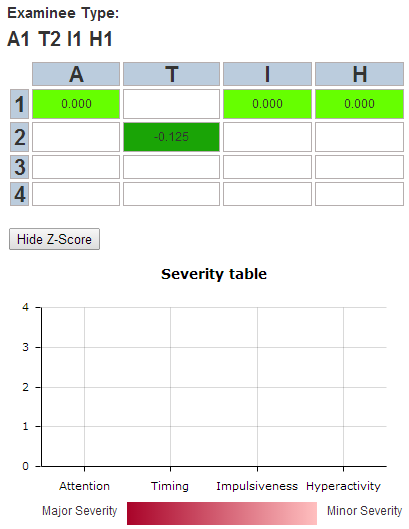 Examinee Type:
A1 T2 I1 H1
A T I H
1 0.000 0.000 0.000
2 -0.125
3
4
Hide Z-Score
Severity table
4
3
2
1
0
Attention Timing Impulsiveness Hyperactivity
Major Severity Minor Severity